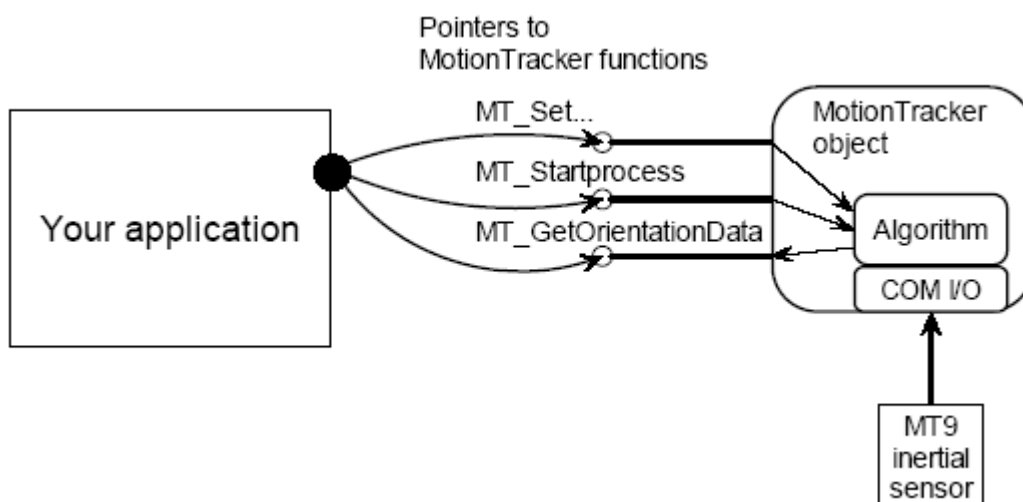 Pointers to
MotionTracker functions
MT_Set...
MT_Startprocess
MT_GetOrientationData
Your application
MotionTracker
object
Algorithm
COM I/O
MT9
inertial
sensor